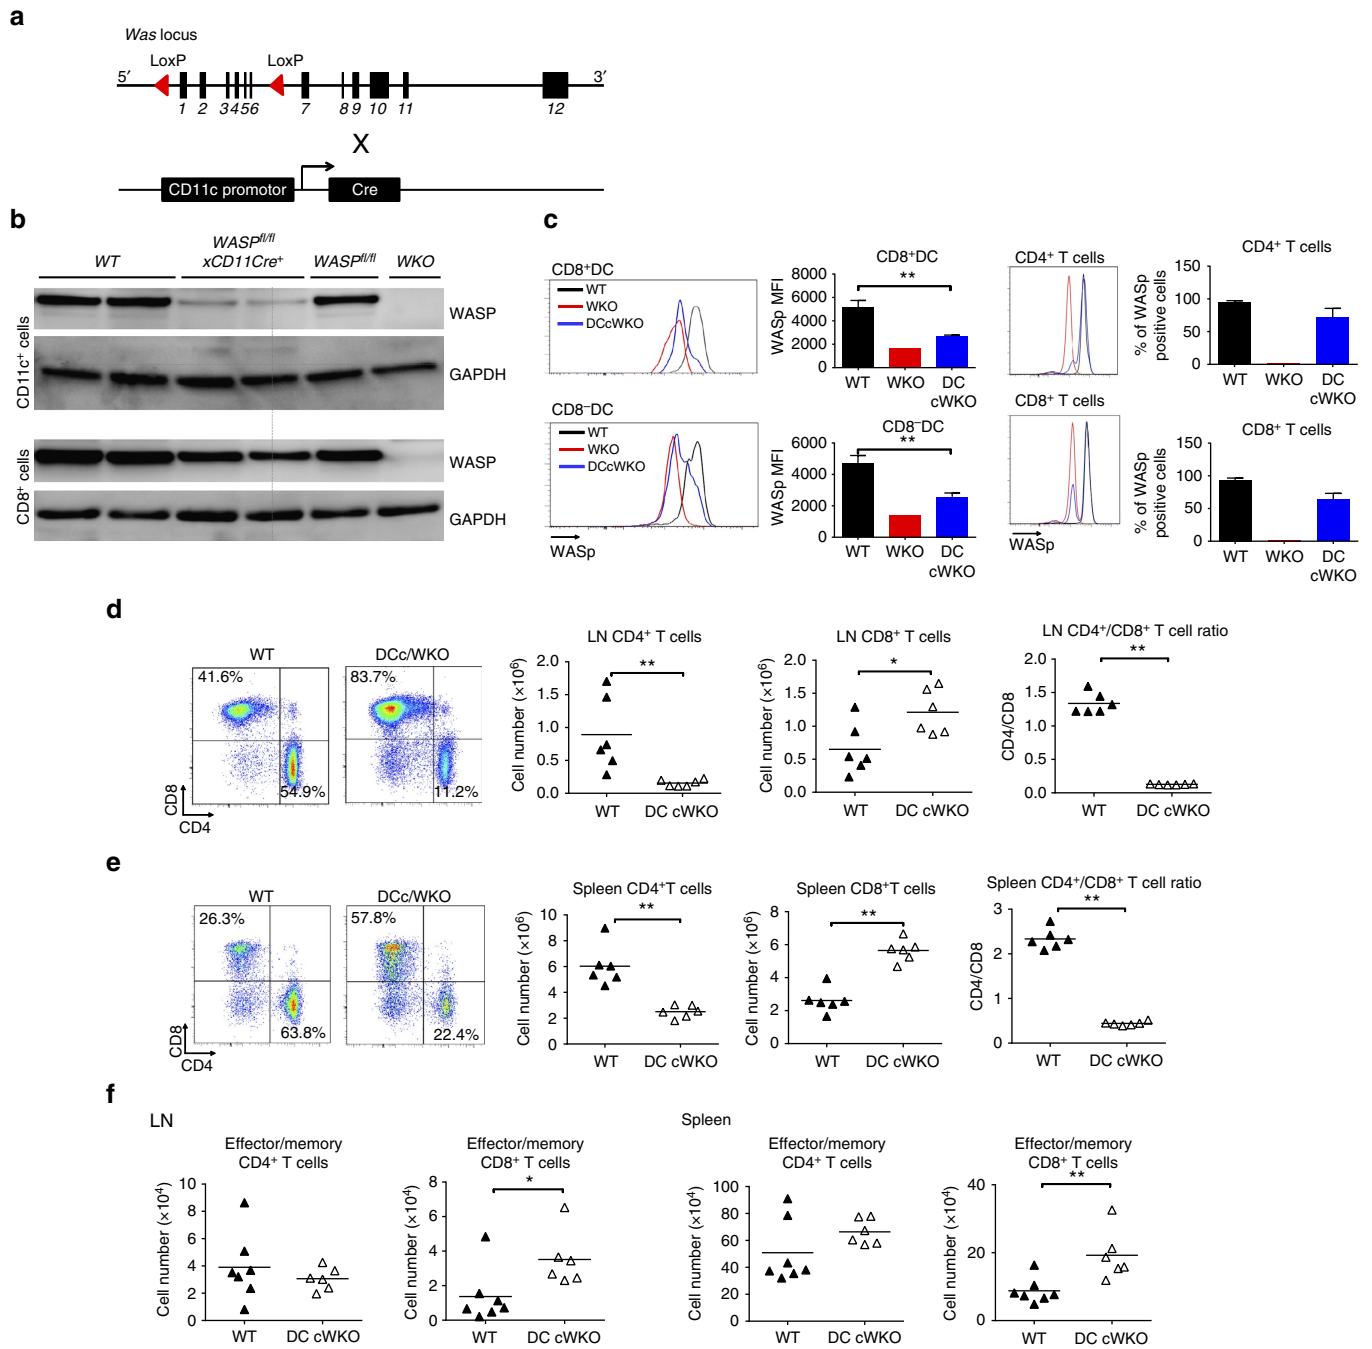 a
Was locus
LoxP LoxP
5′ 3′
1 2 3 4 5 6 7 8 9 10 11 12
X
CD11c promotor Cre
b
WT WASP^fl/fl xCD11Cre⁺ WASP^fl/fl WKO
CD11c⁺ cells
WASP
GAPDH
CD8⁺ cells
WASP
GAPDH
c
CD8⁺DC
WT
WKO
DCcWKO
CD8⁺DC
**
WASp MFI
8000
6000
4000
2000
0
WT WKO DC cWKO
CD4⁺ T cells
CD4⁺ T cells
% of WASp positive cells
150
100
50
0
WT WKO DC cWKO
CD8⁻DC
WT
WKO
DCcWKO
WASp
CD8⁻DC
**
WASp MFI
6000
4000
2000
0
WT WKO DC cWKO
CD8⁺ T cells
WASp
CD8⁺ T cells
% of WASp positive cells
150
100
50
0
WT WKO DC cWKO
d
WT
41.6%
54.9%
DCc/WKO
83.7%
11.2%
CD8
CD4
LN CD4⁺ T cells
**
Cell number (×10⁶)
2.0
1.5
1.0
0.5
0
WT DC cWKO
LN CD8⁺ T cells
*
Cell number (×10⁶)
2.0
1.5
1.0
0.5
0.0
WT DC cWKO
LN CD4⁺/CD8⁺ T cell ratio
**
CD4/CD8
2.0
1.5
1.0
0.5
0.0
WT DC cWKO
e
WT
26.3%
63.8%
DCc/WKO
57.8%
22.4%
CD8
CD4
Spleen CD4⁺T cells
**
Cell number (×10⁶)
10
8
6
4
2
0
WT DC cWKO
Spleen CD8⁺T cells
**
Cell number (×10⁶)
8
6
4
2
0
WT DC cWKO
Spleen CD4⁺/CD8⁺ T cell ratio
**
CD4/CD8
3
2
1
0
WT DC cWKO
f
LN
Effector/memory
CD4⁺ T cells
Cell number (×10⁴)
10
8
6
4
2
0
WT DC cWKO
Effector/memory
CD8⁺ T cells
*
Cell number (×10⁴)
8
6
4
2
0
WT DC cWKO
Spleen
Effector/memory
CD4⁺ T cells
Cell number (×10⁴)
100
80
60
40
20
0
WT DC cWKO
Effector/memory
CD8⁺ T cells
**
Cell number (×10⁴)
40
20
0
WT DC cWKO